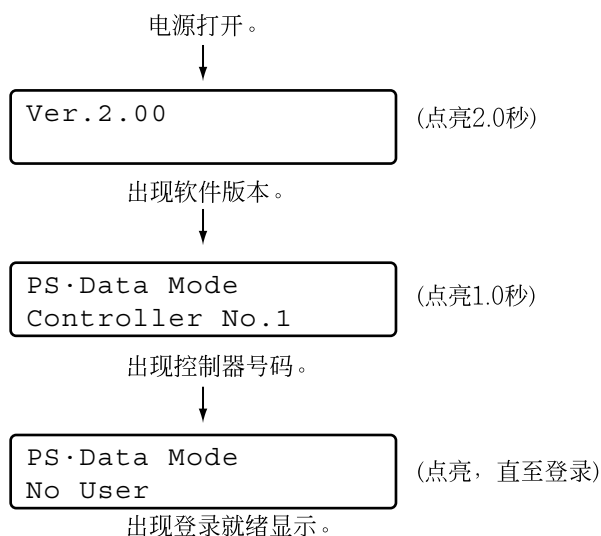 电源打开。
Ver.2.00
(点亮2.0秒)
出现软件版本。
PS·Data Mode
Controller No.1
(点亮1.0秒)
出现控制器号码。
PS·Data Mode
No User
(点亮，直至登录)
出现登录就绪显示。